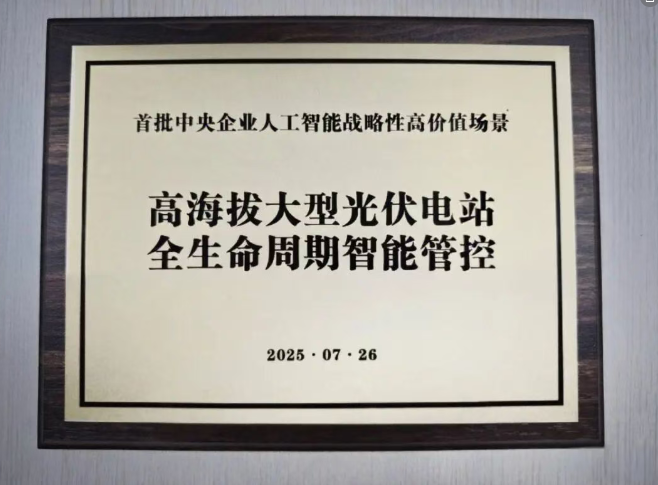 首批中央企业人工智能战略性高价值场景
高海拔大型光伏电站
全生命周期智能管控
2025·07·26